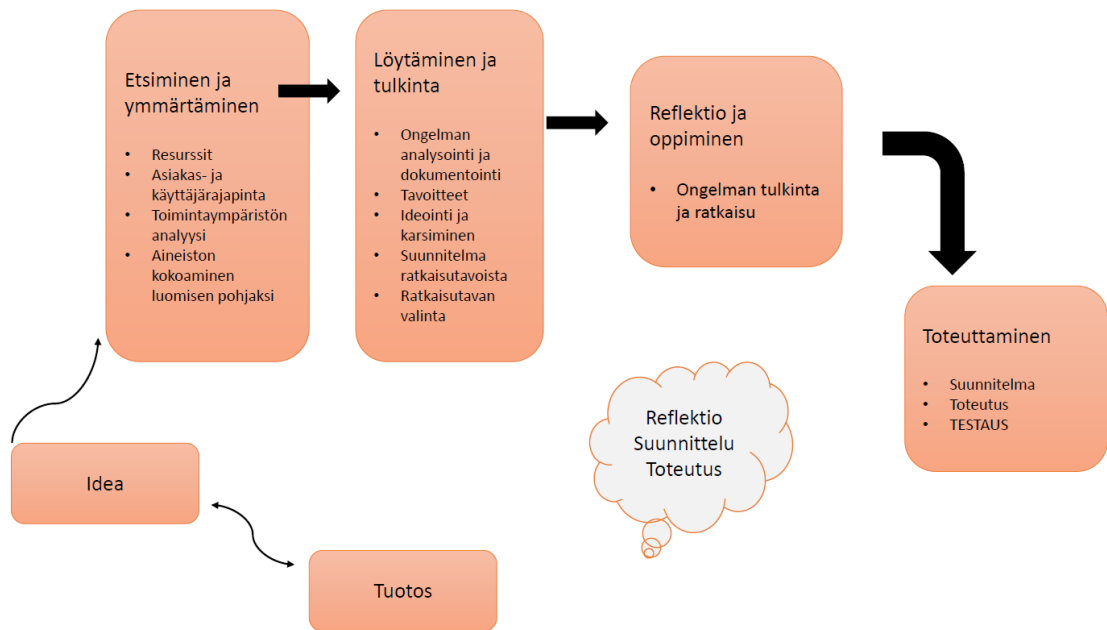 Etsiminen ja
ymmärtäminen
• Resurssit
• Asiakas- ja
käyttäjärajapinta
• Toimintaympäristön
analyysi
• Aineiston
kokoaminen
luomisen pohjaksi
Löytäminen ja
tulkinta
• Ongelman
analysointi ja
dokumentointi
• Tavoitteet
• Ideointi ja
karsiminen
• Suunnitelma
ratkaisutavoista
• Ratkaisutavan
valinta
Reflektio ja
oppiminen
• Ongelman tulkinta
ja ratkaisu
Toteuttaminen
• Suunnitelma
• Toteutus
• TESTAUS
Reflektio
Suunnittelu
Toteutus
Idea
Tuotos